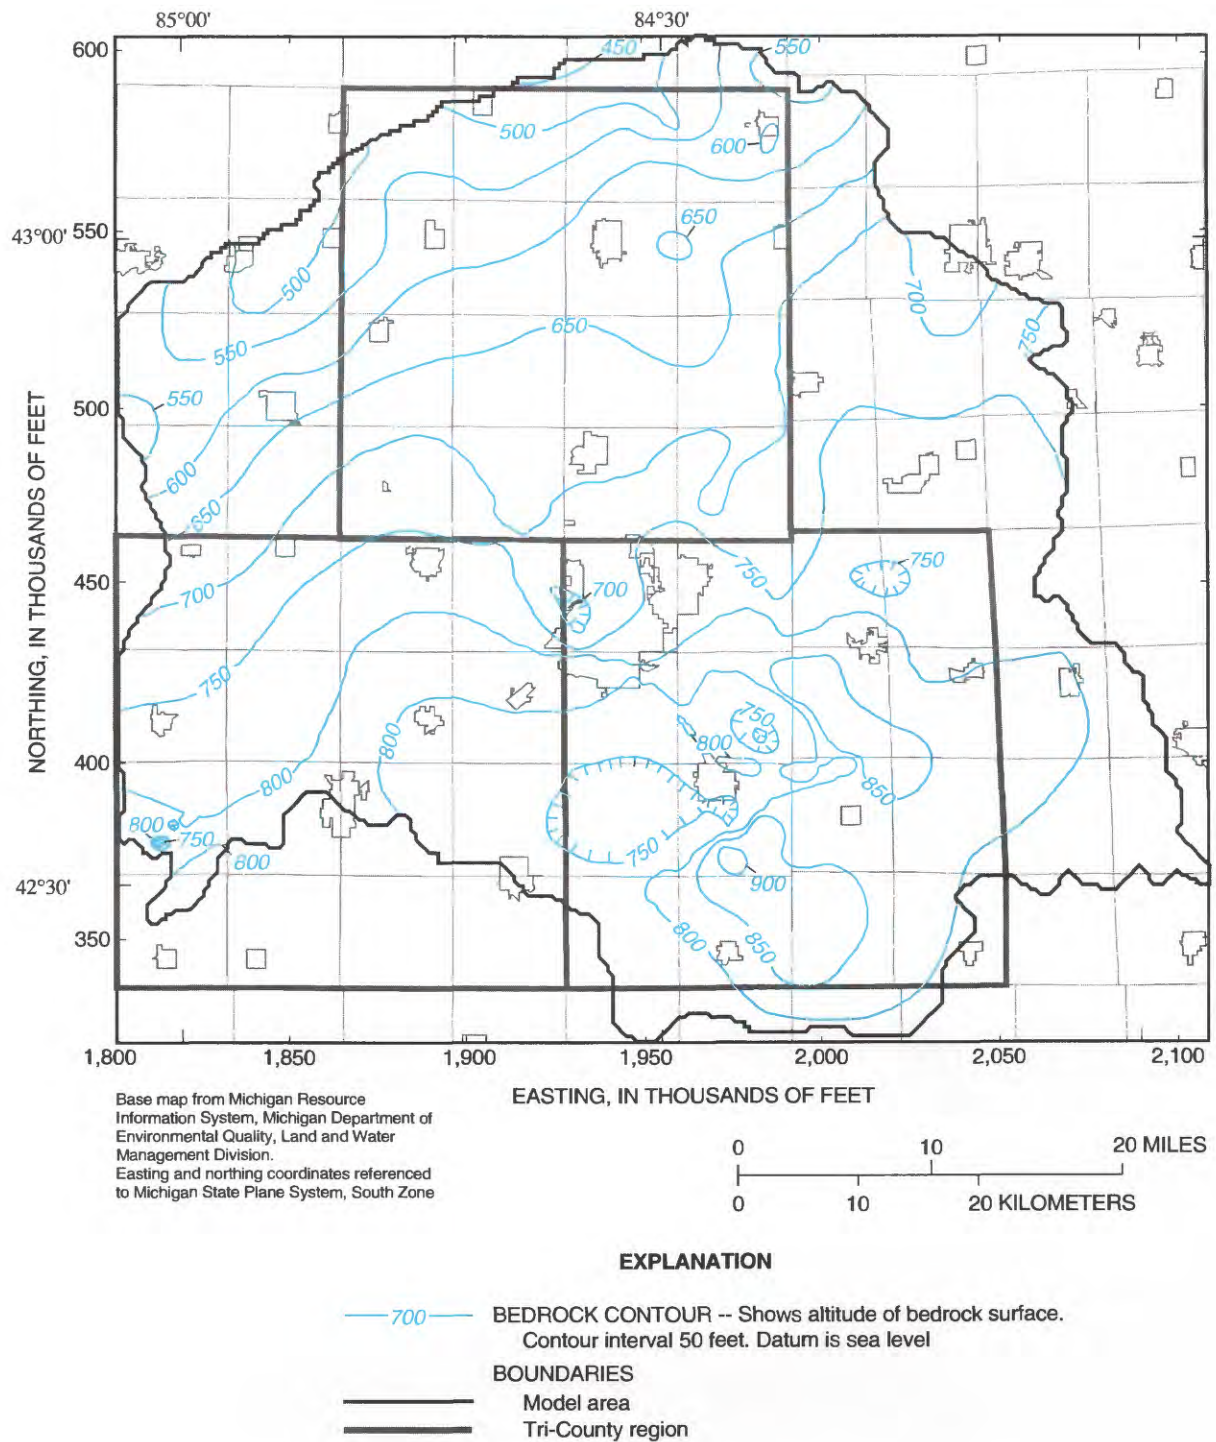 85°00'
84°30'
600
450
550
500
600
550
43°00'
650
500
700
650
750
550
550
500
600
650
750
700
750
450
700
750
NORTHING, IN THOUSANDS OF FEET
750
800
800
400
800
850
800
750
750
800
42°30'
900
350
800
850
1,800
1,850
1,900
1,950
2,000
2,050
2,100
EASTING, IN THOUSANDS OF FEET
Base map from Michigan Resource
Information System, Michigan Department of
Environmental Quality, Land and Water
Management Division.
Easting and northing coordinates referenced
to Michigan State Plane System, South Zone
0 10 20 MILES
0 10 20 KILOMETERS
EXPLANATION
700 BEDROCK CONTOUR -- Shows altitude of bedrock surface.
Contour interval 50 feet. Datum is sea level
BOUNDARIES
Model area
Tri-County region